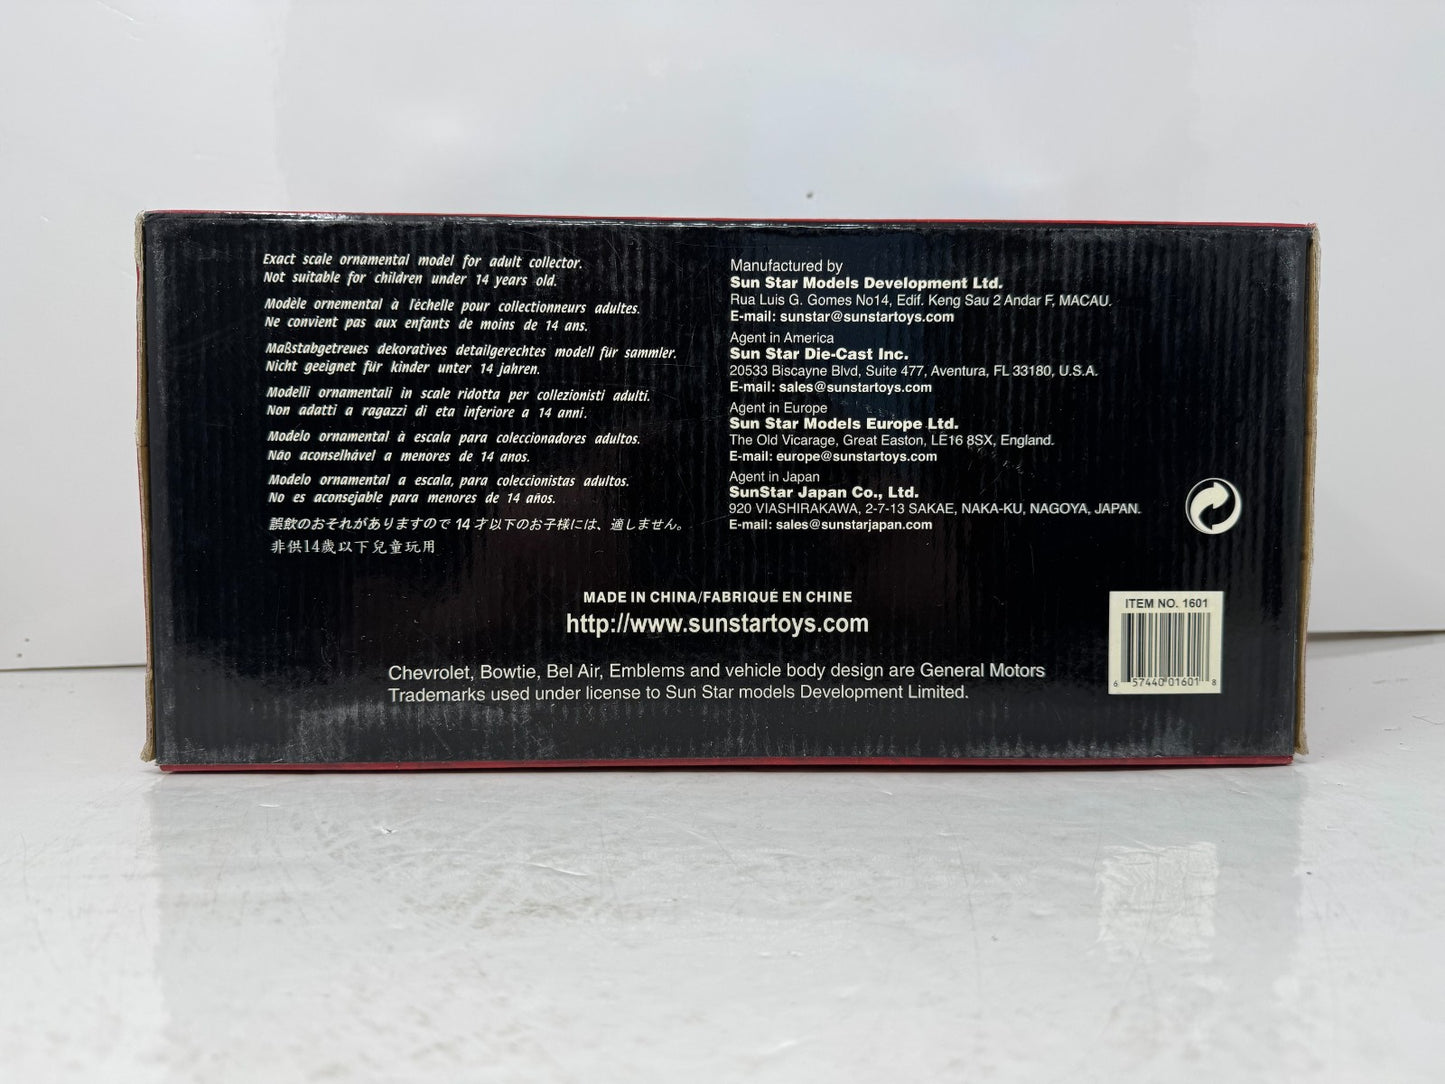 Exact scale ornamental model for adult collector.
Not suitable for children under 14 years old.
Modèle ornemental à l'échelle pour collectionneurs adultes.
Ne convient pas aux enfants de moins de 14 ans.
Maßstabgetreues dekoratives detailgerechtes modell für sammler.
Nicht geeignet für kinder unter 14 jahren.
Modelli ornamentali in scale ridotta per collezionisti adulti.
Non adatti a ragazzi di eta inferiore a 14 anni.
Modelo ornamental à escala para coleccionadores adultos.
Não aconselhável a menores de 14 anos.
Modelo ornamental a escala, para coleccionistas adultos.
No es aconsejable para menores de 14 años.
誤飲のおそれがありますので 14 才以下のお子様には、適しません。
非供14歲以下兒童玩用
Manufactured by
Sun Star Models Development Ltd.
Rua Luis G. Gomes No14, Edif. Keng Sau 2 Andar F, MACAU.
E-mail: sunstar@sunstartoys.com
Agent in America
Sun Star Die-Cast Inc.
20533 Biscayne Blvd, Suite 477, Aventura, FL 33180, U.S.A.
E-mail: sales@sunstartoys.com
Agent in Europe
Sun Star Models Europe Ltd.
The Old Vicarage, Great Easton, LE16 8SX, England.
E-mail: europe@sunstartoys.com
Agent in Japan
SunStar Japan Co., Ltd.
920 VIASHIRAKAWA, 2-7-13 SAKAE, NAKA-KU, NAGOYA, JAPAN.
E-mail: sales@sunstarjapan.com
MADE IN CHINA/FABRIQUÉ EN CHINE
http://www.sunstartoys.com
Chevrolet, Bowtie, Bel Air, Emblems and vehicle body design are General Motors
Trademarks used under license to Sun Star models Development Limited.
ITEM NO. 1601
6 57440 01601 8